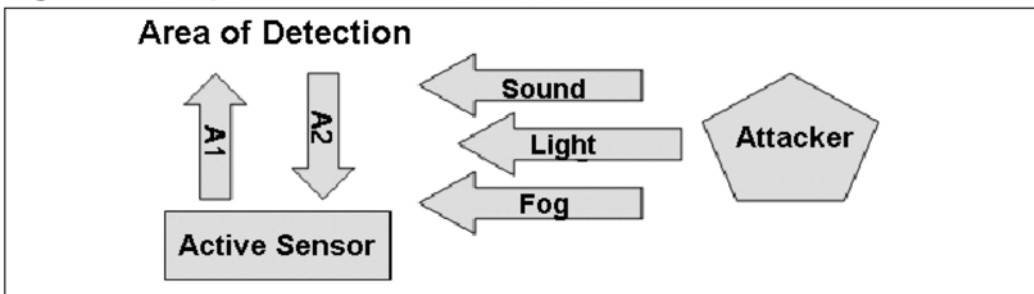 Area of Detection
A1
A2
Sound
Light
Fog
Attacker
Active Sensor